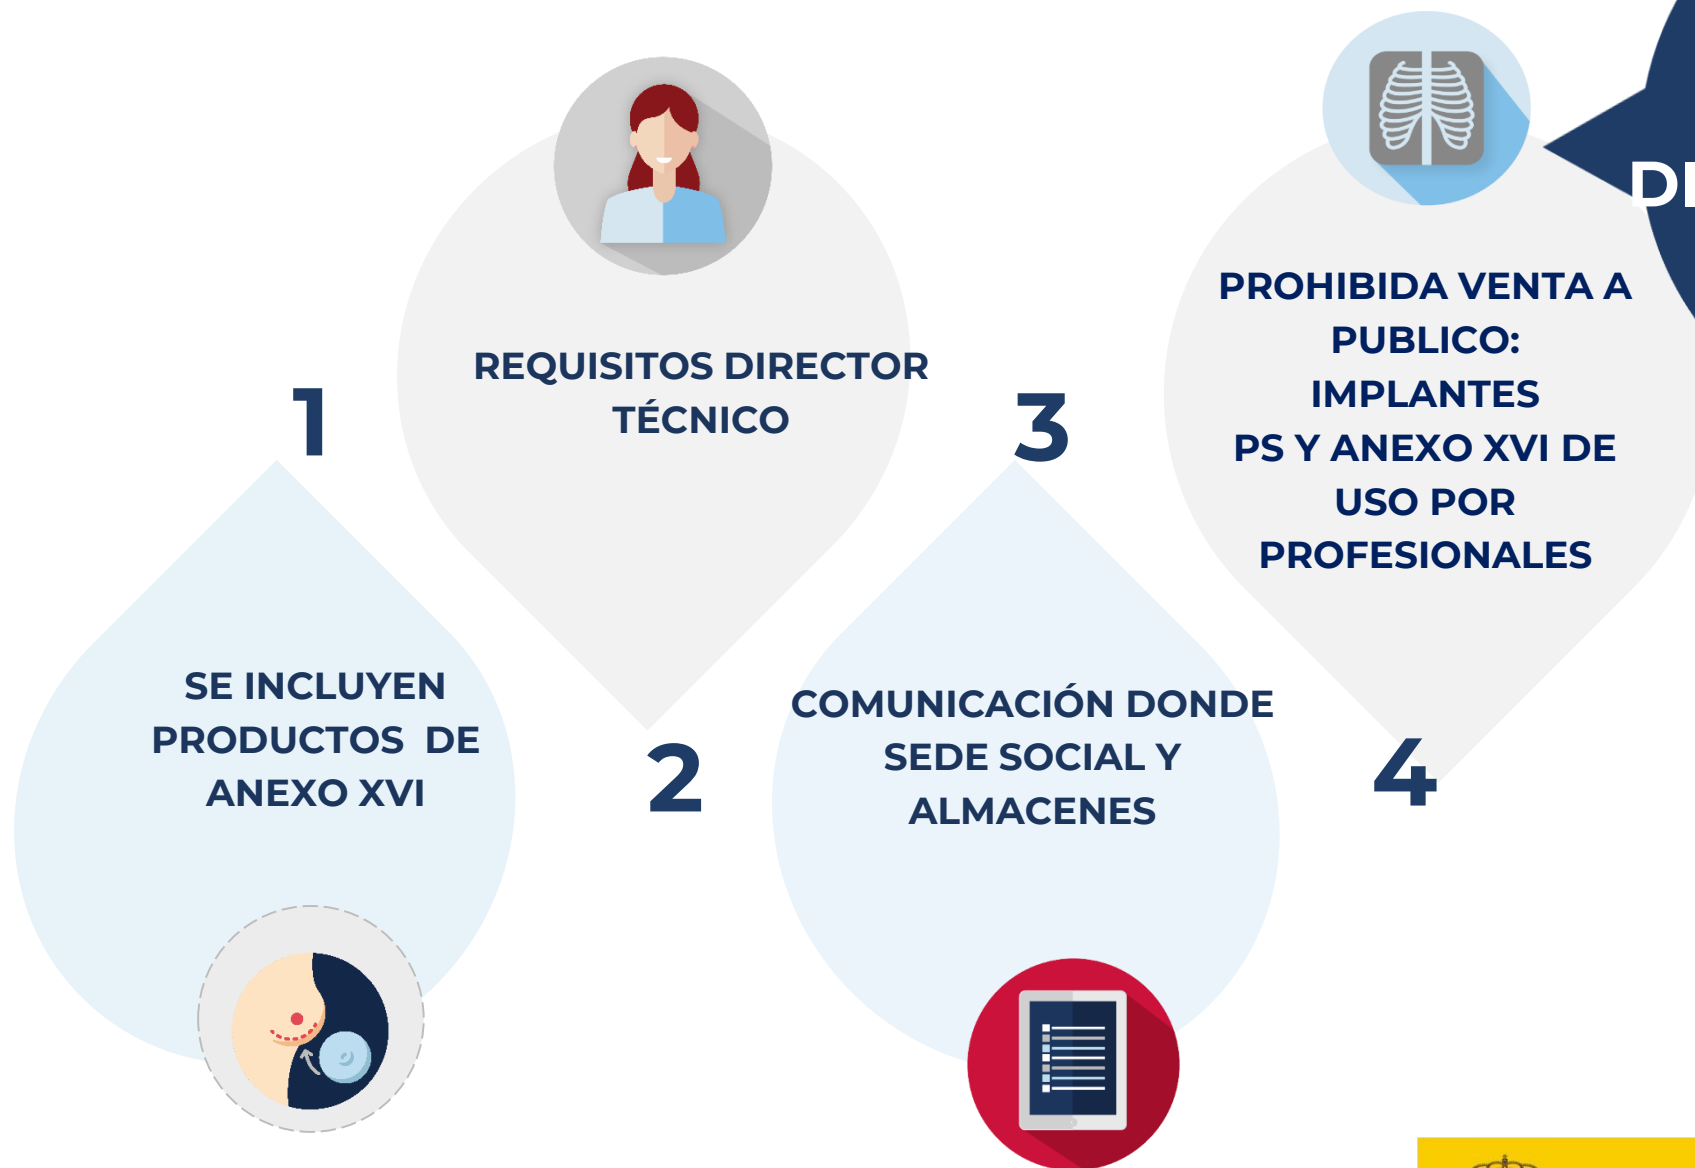 1
SE INCLUYEN
PRODUCTOS DE
ANEXO XVI
REQUISITOS DIRECTOR
TÉCNICO
2
3
COMUNICACIÓN DONDE
SEDE SOCIAL Y
ALMACENES
PROHIBIDA VENTA A
PUBLICO:
IMPLANTES
PS Y ANEXO XVI DE
USO POR
PROFESIONALES
4